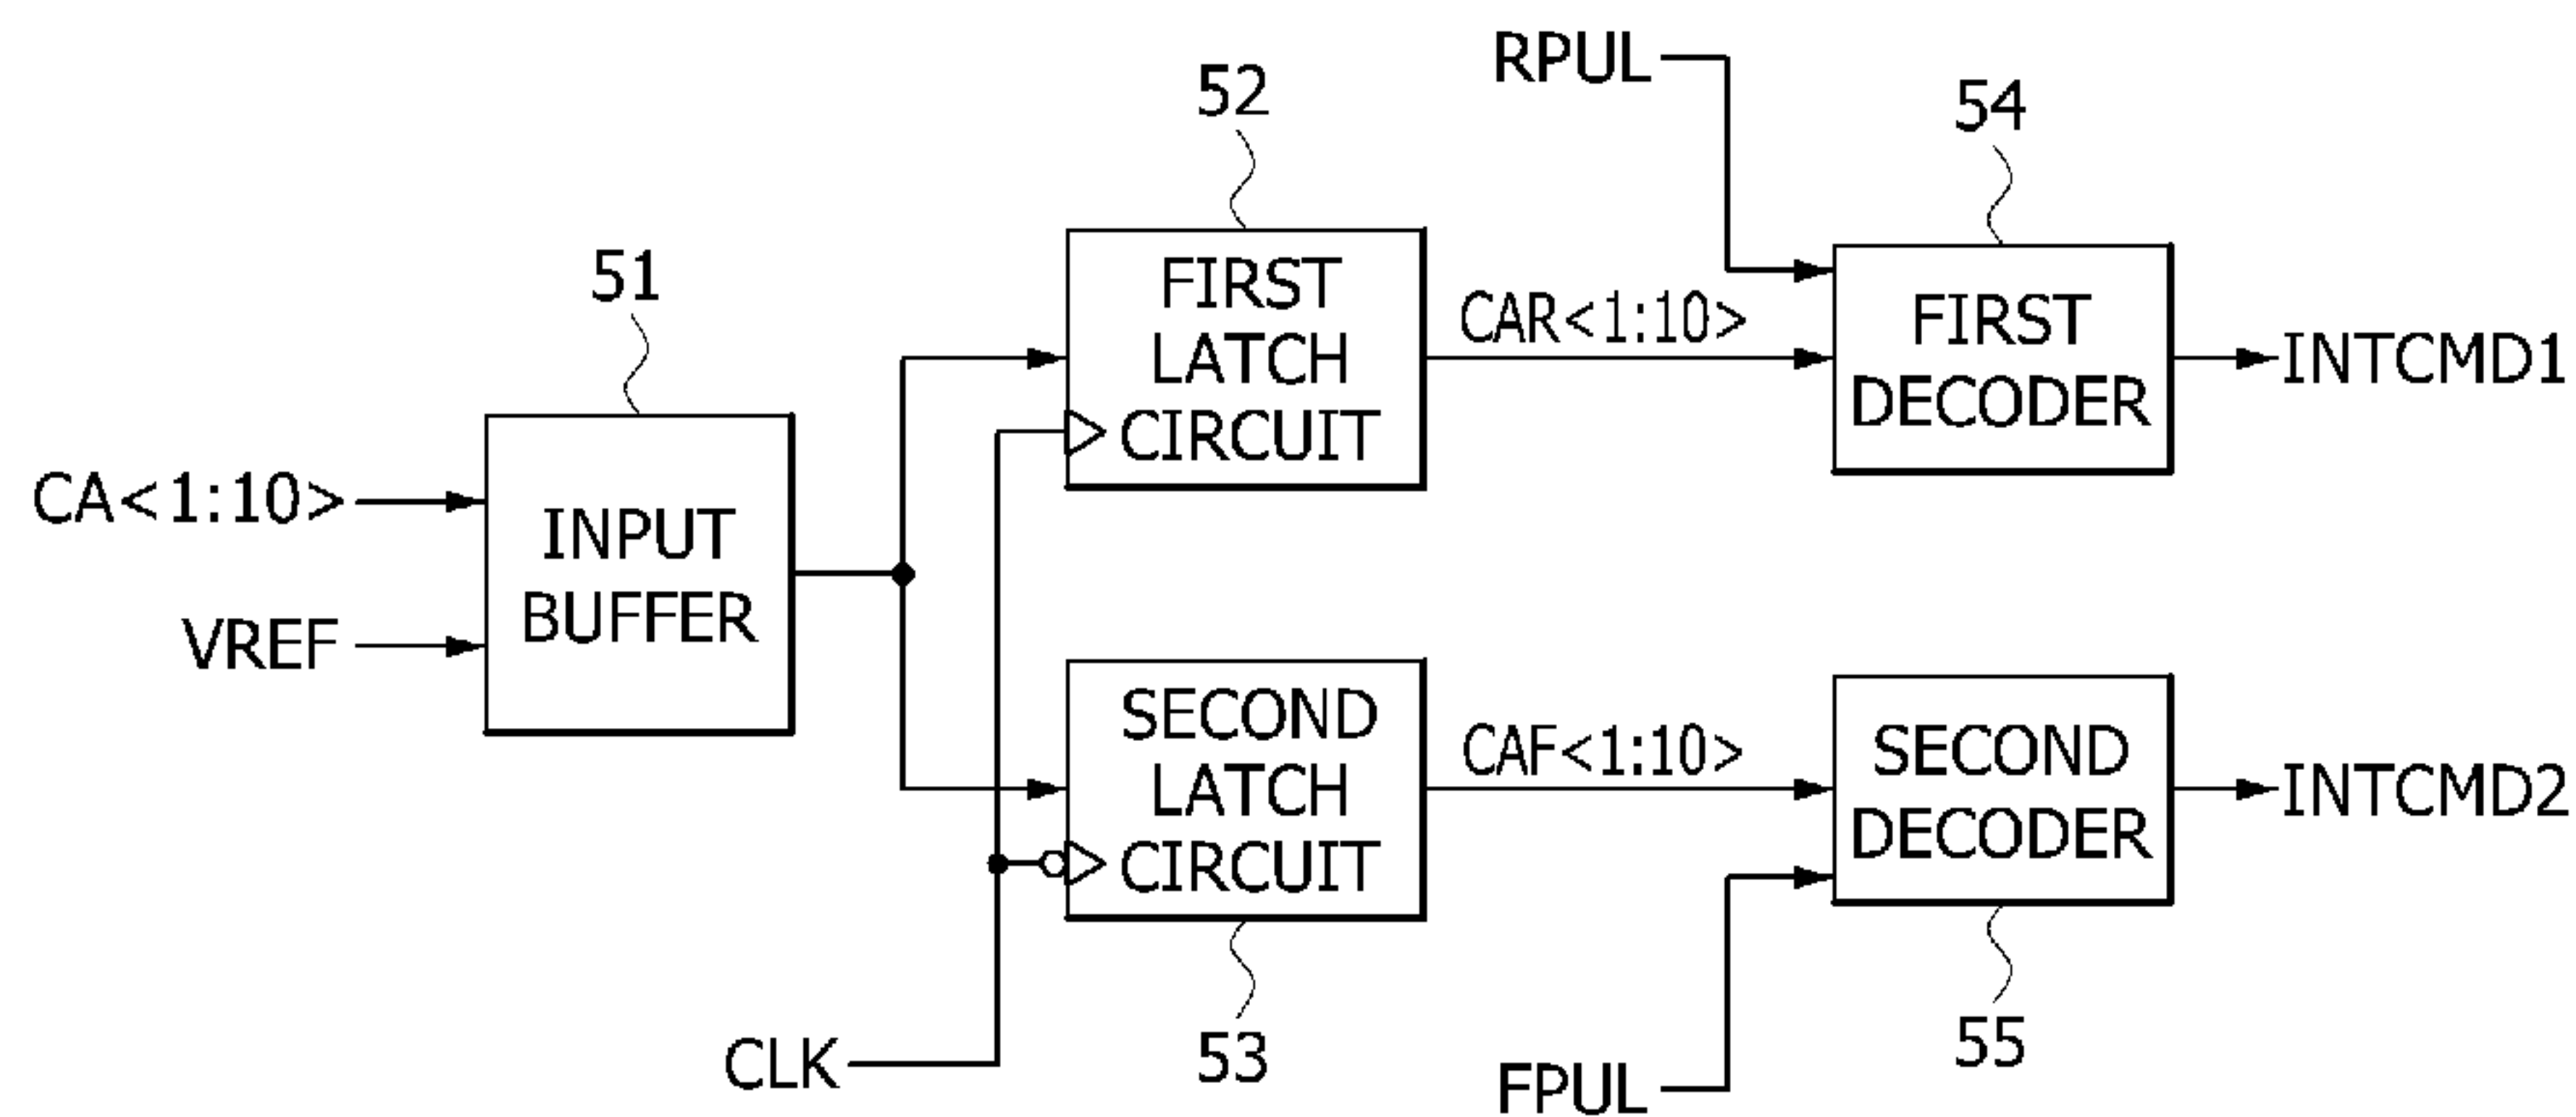 RPUL
52
54
51
FIRST
LATCH
CIRCUIT
CAR<1:10>
FIRST
DECODER
INTCMD1
CA<1:10>
VREF
INPUT
BUFFER
SECOND
LATCH
CIRCUIT
CAF<1:10>
SECOND
DECODER
INTCMD2
CLK
53
FPUL
55